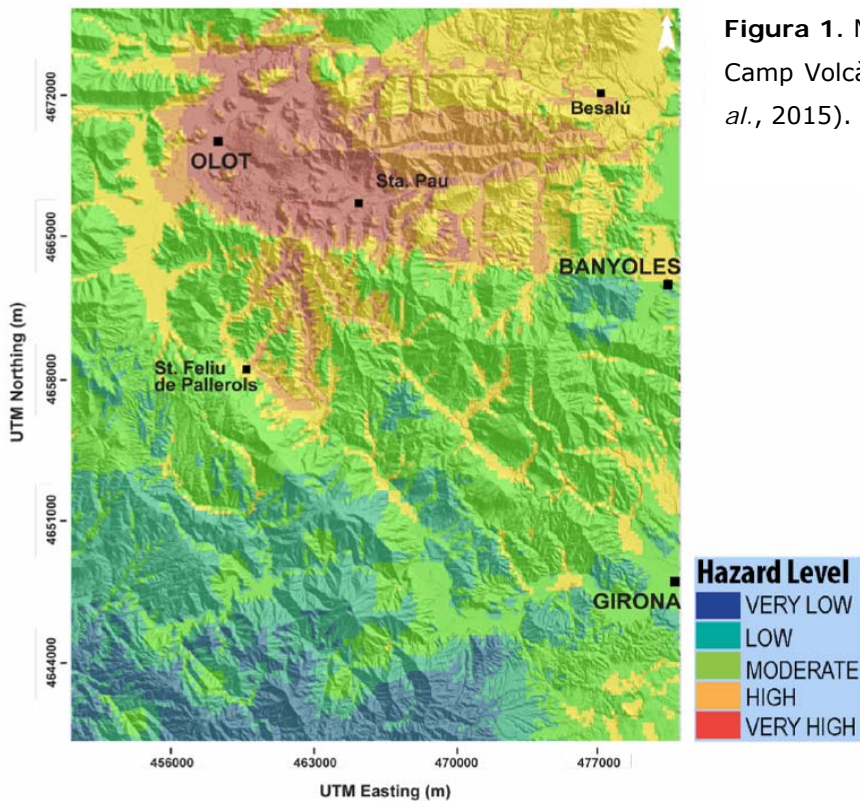 Figura 1. N
Camp Volcà
al., 2015).
4672000
4665000
4658000
4651000
4644000
UTM Northing (m)
Besalú
OLOT
Sta. Pau
BANYOLES
St. Feliu
de Pallerols
GIRONA
456000
463000
470000
477000
UTM Easting (m)
Hazard Level
VERY LOW
LOW
MODERATE
HIGH
VERY HIGH